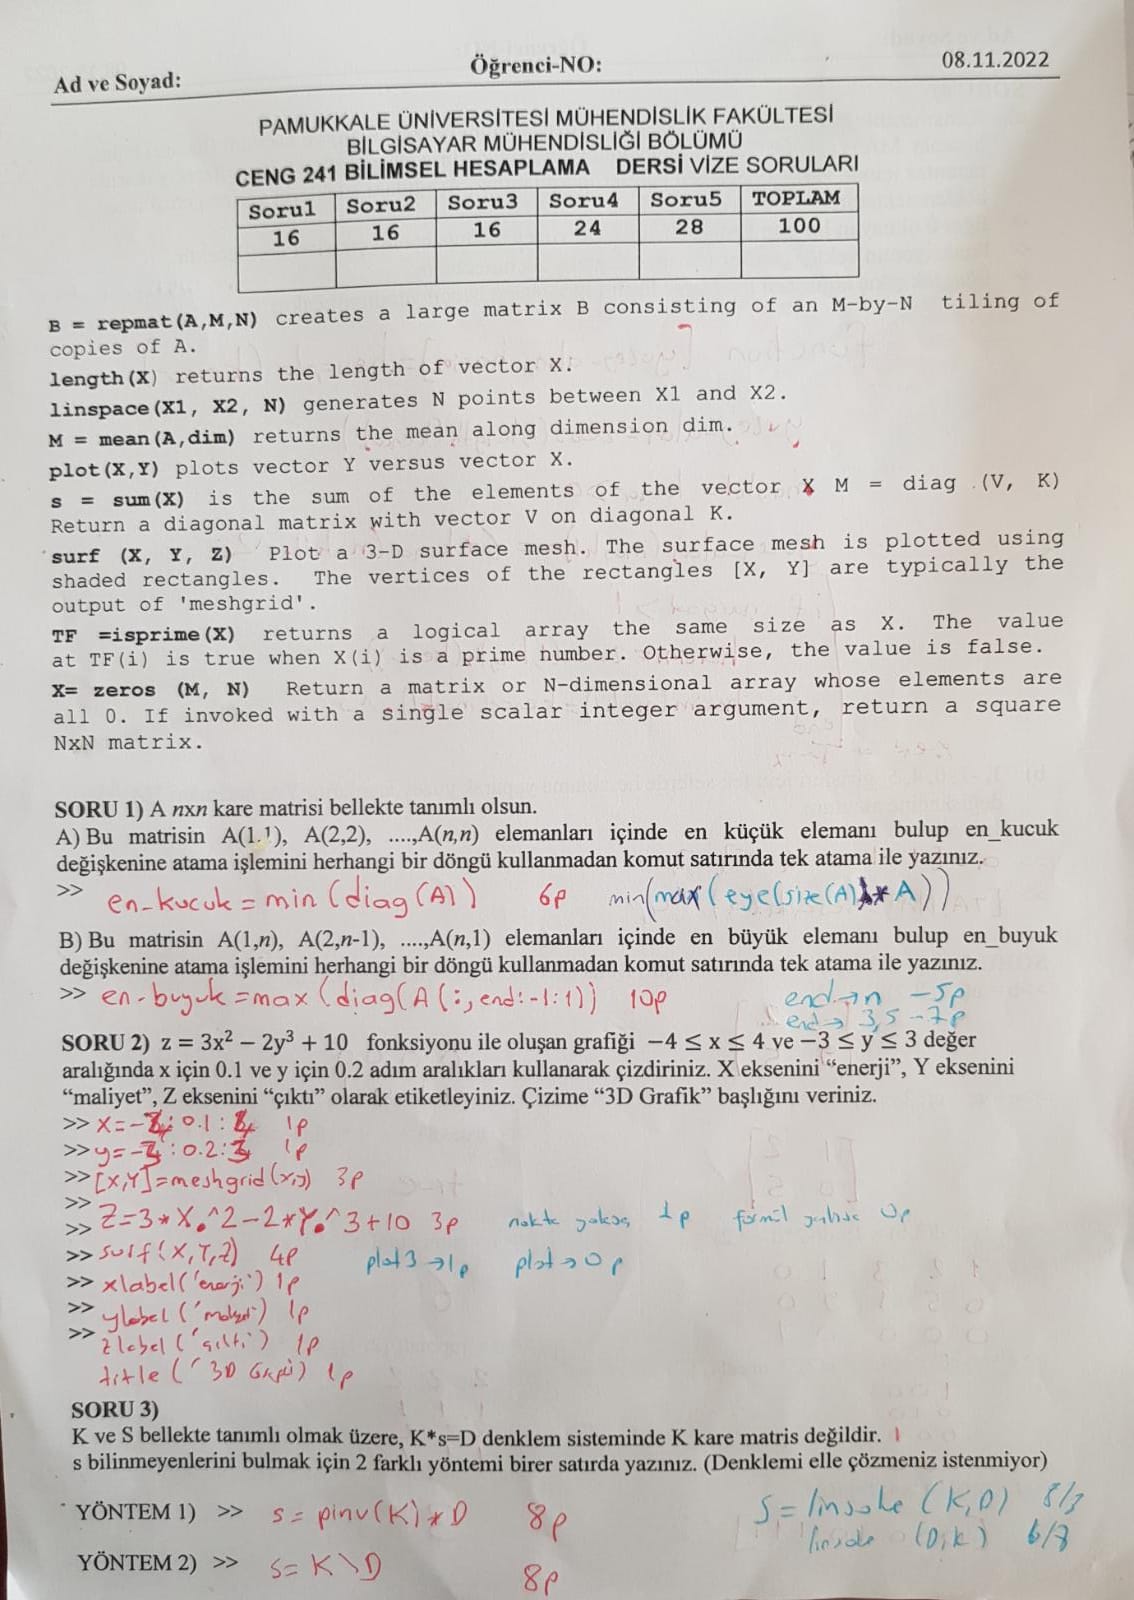 Ad ve Soyad: Öğrenci-NO: 08.11.2022
PAMUKKALE ÜNİVERSİTESİ MÜHENDİSLİK FAKÜLTESİ
BİLGİSAYAR MÜHENDİSLİĞİ BÖLÜMÜ
CENG 241 BİLİMSEL HESAPLAMA DERSİ VİZE SORULARI
Soru1 Soru2 Soru3 Soru4 Soru5 TOPLAM
16 16 16 24 28 100
B = repmat(A,M,N) creates a large matrix B consisting of an M-by-N tiling of
copies of A.
length(X) returns the length of vector X.
linspace(X1, X2, N) generates N points between X1 and X2.
M = mean(A,dim) returns the mean along dimension dim.
plot(X,Y) plots vector Y versus vector X.
s = sum(X) is the sum of the elements of the vector X M = diag (V, K)
Return a diagonal matrix with vector V on diagonal K.
surf (X, Y, Z) Plot a 3-D surface mesh. The surface mesh is plotted using
shaded rectangles. The vertices of the rectangles [X, Y] are typically the
output of 'meshgrid'.
TF =isprime(X) returns a logical array the same size as X. The value
at TF(i) is true when X(i) is a prime number. Otherwise, the value is false.
X= zeros (M, N) Return a matrix or N-dimensional array whose elements are
all 0. If invoked with a single scalar integer argument, return a square
NxN matrix.
SORU 1) A nxn kare matrisi bellekte tanımlı olsun.
A) Bu matrisin A(1,1), A(2,2), ....,A(n,n) elemanları içinde en küçük elemanı bulup en_kucuk
değişkenine atama işlemini herhangi bir döngü kullanmadan komut satırında tek atama ile yazınız.
>> en_kucuk = min (diag (A)) 6p min(max(eye(size(A)).*A))
B) Bu matrisin A(1,n), A(2,n-1), ....,A(n,1) elemanları içinde en büyük elemanı bulup en_buyuk
değişkenine atama işlemini herhangi bir döngü kullanmadan komut satırında tek atama ile yazınız.
>> en-buyuk = max (diag(A(:,end:-1:1)) 10p end→n -5p
end→ 3,5 -7p
SORU 2) z = 3x² − 2y³ + 10 fonksiyonu ile oluşan grafiği −4 ≤ x ≤ 4 ve −3 ≤ y ≤ 3 değer
aralığında x için 0.1 ve y için 0.2 adım aralıkları kullanarak çizdiriniz. X eksenini “enerji”, Y eksenini
“maliyet”, Z eksenini “çıktı” olarak etiketleyiniz. Çizime “3D Grafik” başlığını veriniz.
>> x=-4:0.1:4 1p
>> y=-3:0.2:3 1p
>> [X,Y]=meshgrid(x,y) 3p
>>
>> Z=3*X.^2-2*Y.^3+10 3p nokta yoksa 1p formül 0p
>> surf(X,Y,Z) 4p plot3 →1p plot→0p
>> xlabel('enerji') 1p
>> ylabel('maliyet') 1p
>> zlabel('çıktı') 1p
title('3D Grafik') 1p
SORU 3)
K ve S bellekte tanımlı olmak üzere, K*s=D denklem sisteminde K kare matris değildir.
s bilinmeyenlerini bulmak için 2 farklı yöntemi birer satırda yazınız. (Denklemi elle çözmeniz istenmiyor)
YÖNTEM 1) >> s= pinv(K)*D 8p S=linsolve (K,D)
linsolve (D,K)
YÖNTEM 2) >> s= K\D 8p